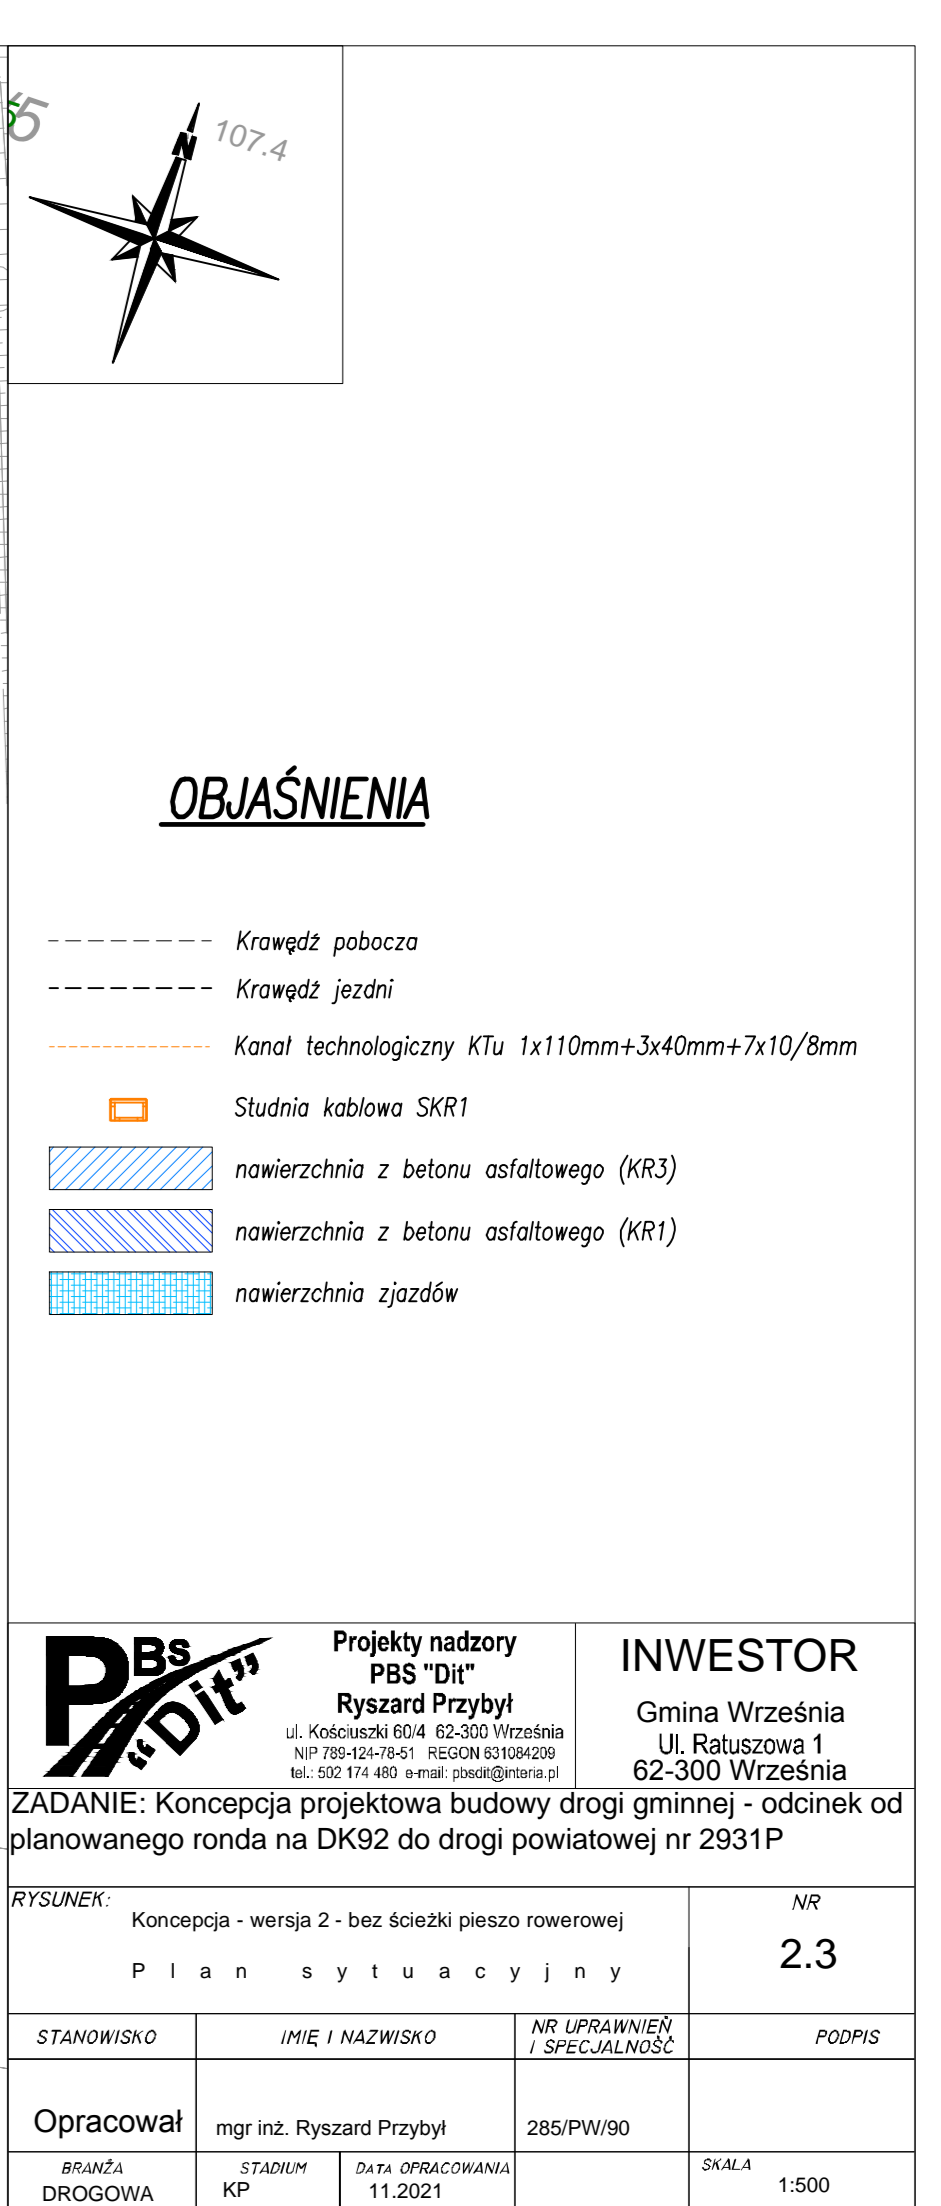 5
5
N
107.4
OBJAŚNIENIA
Krawędź pobocza
Krawędź jezdni
Kanał technologiczny KTu 1x110mm+3x40mm+7x10/8mm
Studnia kablowa SKR1
nawierzchnia z betonu asfaltowego (KR3)
nawierzchnia z betonu asfaltowego (KR1)
nawierzchnia zjazdów
PBs
“Dit”
Projekty nadzory
PBS "Dit"
Ryszard Przybył
ul. Kościuszki 60/4 62-300 Września
NIP 789-124-78-51 REGON 631084209
tel.: 502 174 480 e-mail: pbsdit@interia.pl
INWESTOR
Gmina Września
Ul. Ratuszowa 1
62-300 Września
ZADANIE: Koncepcja projektowa budowy drogi gminnej - odcinek od
planowanego ronda na DK92 do drogi powiatowej nr 2931P
RYSUNEK:
Koncepcja - wersja 2 - bez ścieżki pieszo rowerowej
Plan sytuacyjny
NR
2.3
STANOWISKO
IMIĘ I NAZWISKO
NR UPRAWNIEŃ
I SPECJALNOŚĆ
PODPIS
Opracował
mgr inż. Ryszard Przybył
285/PW/90
BRANŻA
DROGOWA
STADIUM
KP
DATA OPRACOWANIA
11.2021
SKALA
1:500